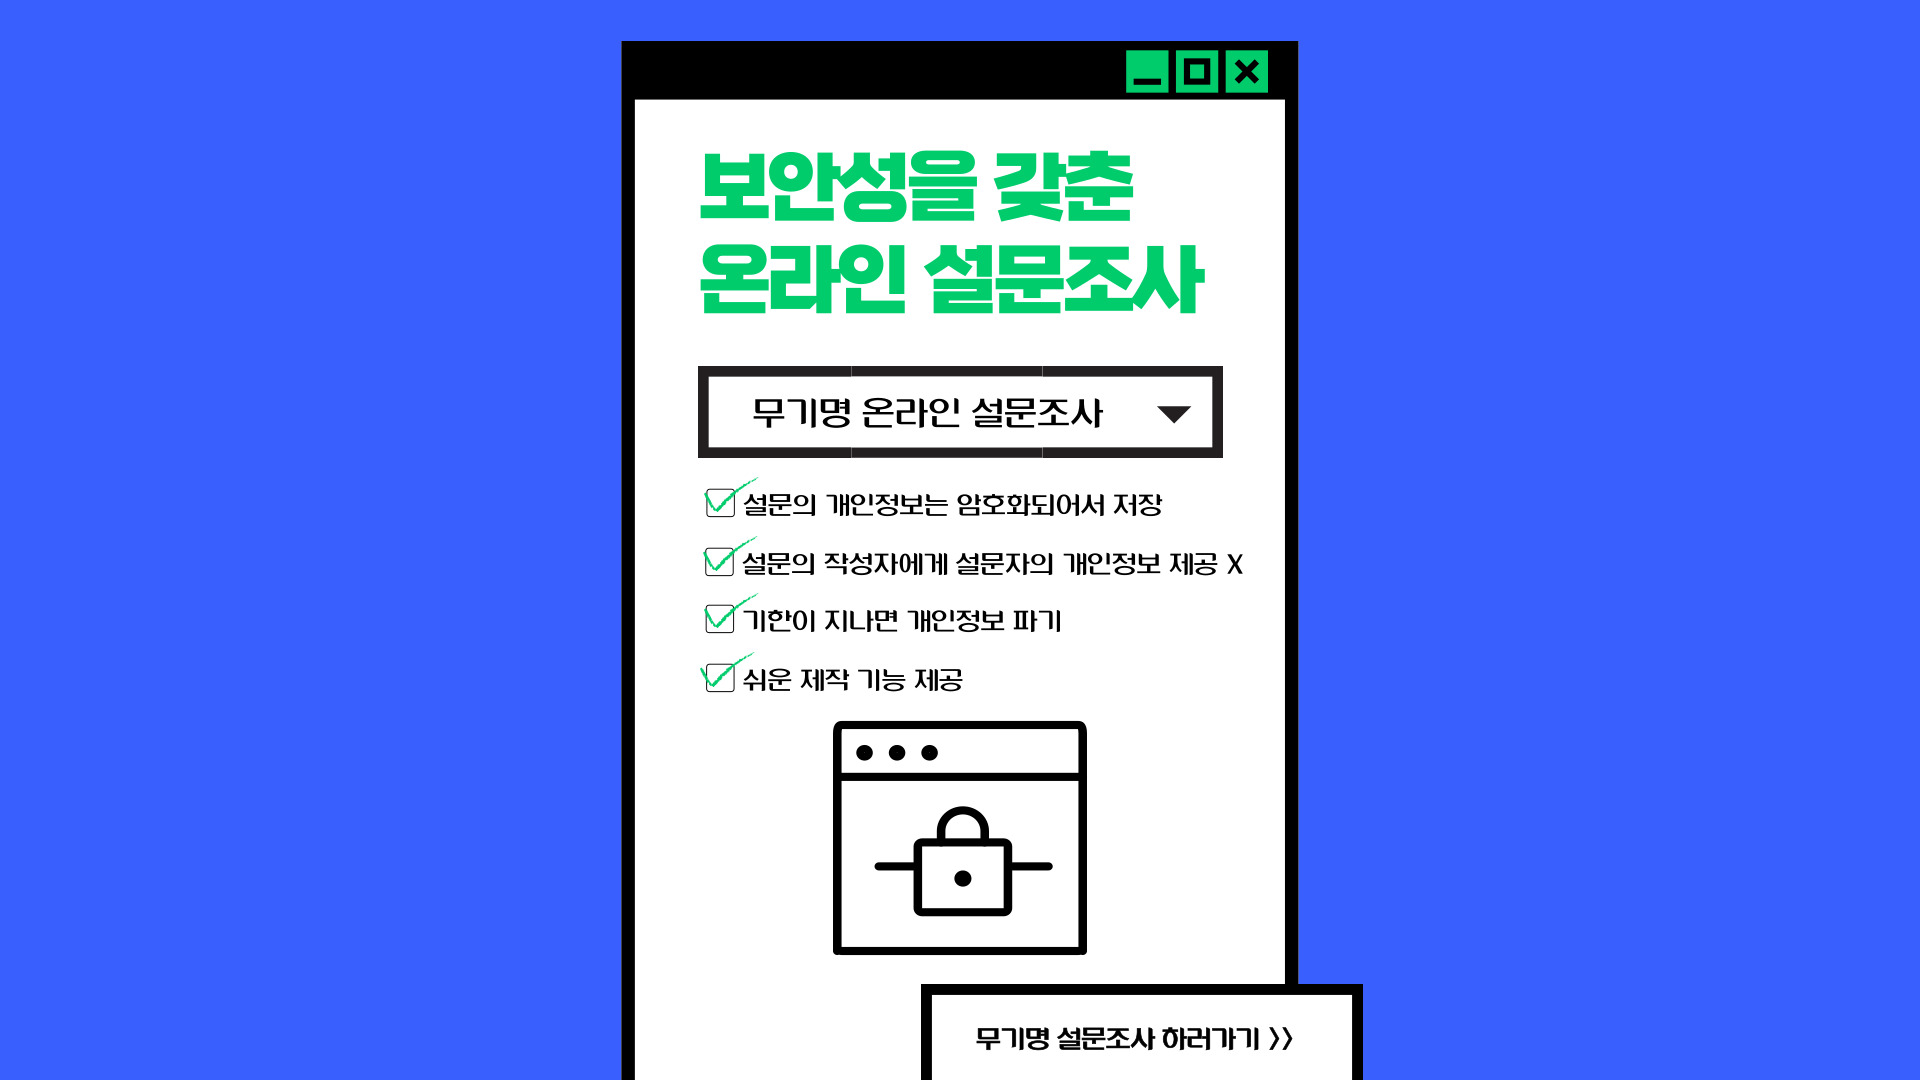 보안성을 갖춘
온라인 설문조사
무기명 온라인 설문조사
설문의 개인정보는 암호화되어서 저장
설문의 작성자에게 설문자의 개인정보 제공 X
기한이 지나면 개인정보 파기
쉬운 제작 기능 제공
무기명 설문조사 하러가기 >>